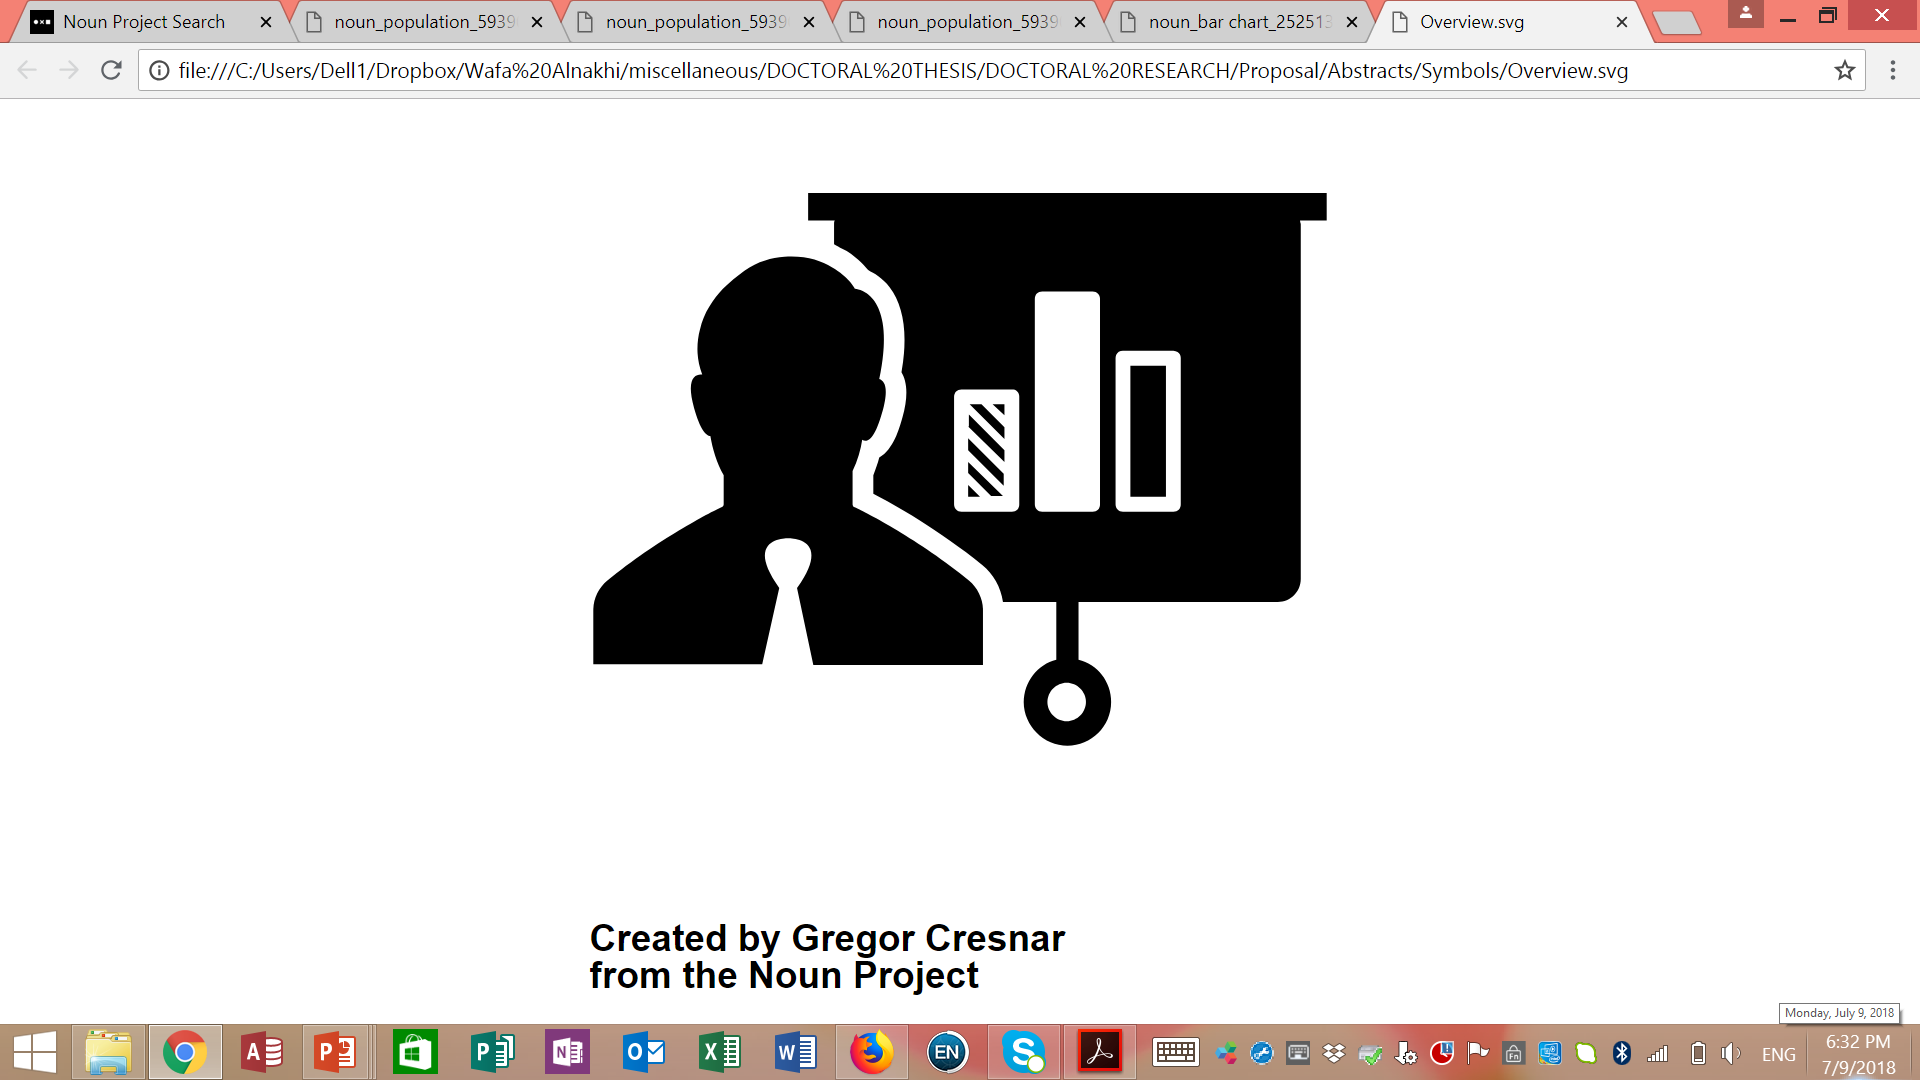 Noun Project Search
noun_population_5939
noun_population_5939
noun_population_5939
noun_bar chart_252513
Overview.svg
file:///C:/Users/Dell1/Dropbox/Wafa%20Alnakhi/miscellaneous/DOCTORAL%20THESIS/DOCTORAL%20RESEARCH/Proposal/Abstracts/Symbols/Overview.svg
Created by Gregor Cresnar
from the Noun Project
Monday, July 9, 2018
EN
ENG
6:32 PM
7/9/2018